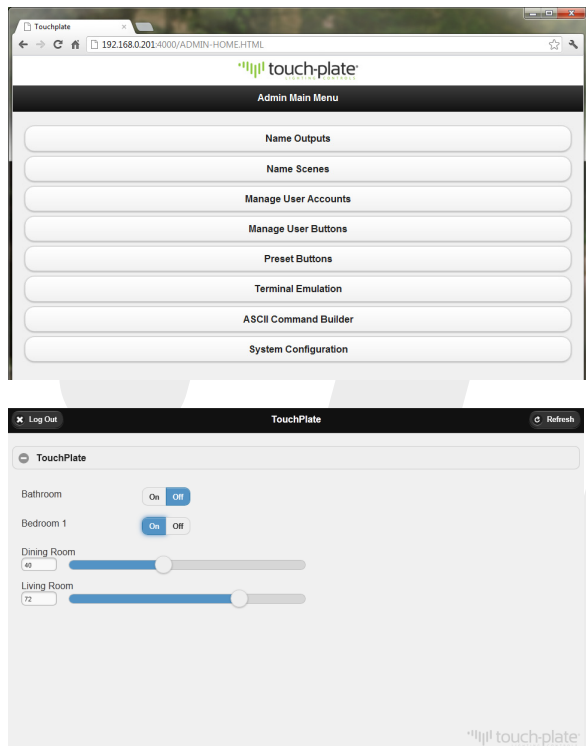 Touchplate
192.168.0.201:4000/ADMIN-HOME.HTML
touch-plate
LIGHTING CONTROLS
Admin Main Menu
Name Outputs
Name Scenes
Manage User Accounts
Manage User Buttons
Preset Buttons
Terminal Emulation
ASCII Command Builder
System Configuration
Log Out TouchPlate Refresh
TouchPlate
Bathroom On Off
Bedroom 1 On Off
Dining Room
40
Living Room
72
touch-plate